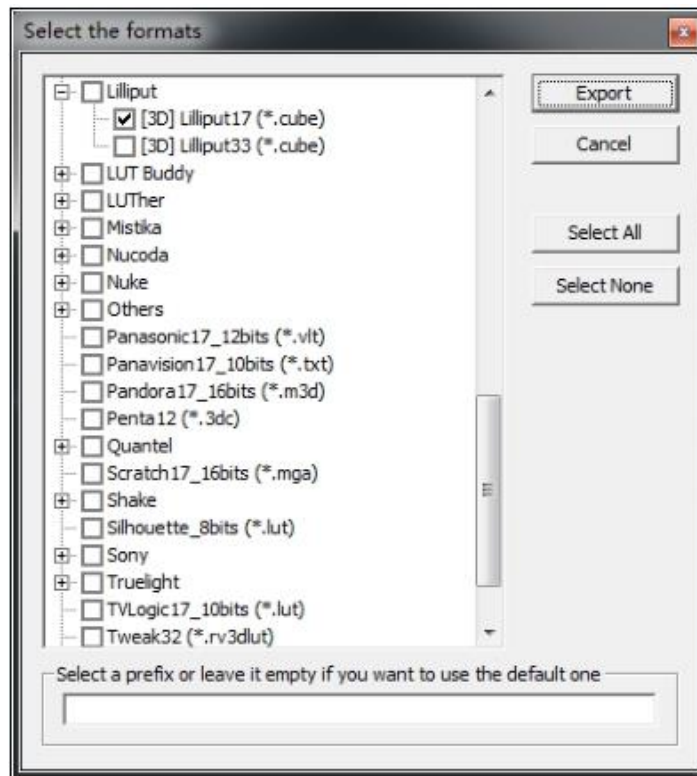 Select the formats
Lilliput
[3D] Lilliput17 (*.cube)
[3D] Lilliput33 (*.cube)
LUT Buddy
LUTher
Mistika
Nucoda
Nuke
Others
Panasonic17_12bits (*.vlt)
Panavision17_10bits (*.txt)
Pandora17_16bits (*.m3d)
Penta12 (*.3dc)
Quantel
Scratch17_16bits (*.mga)
Shake
Silhouette_8bits (*.lut)
Sony
Truelight
TVLogic17_10bits (*.lut)
Tweak32 (*.rv3dlut)
Export
Cancel
Select All
Select None
Select a prefix or leave it empty if you want to use the default one